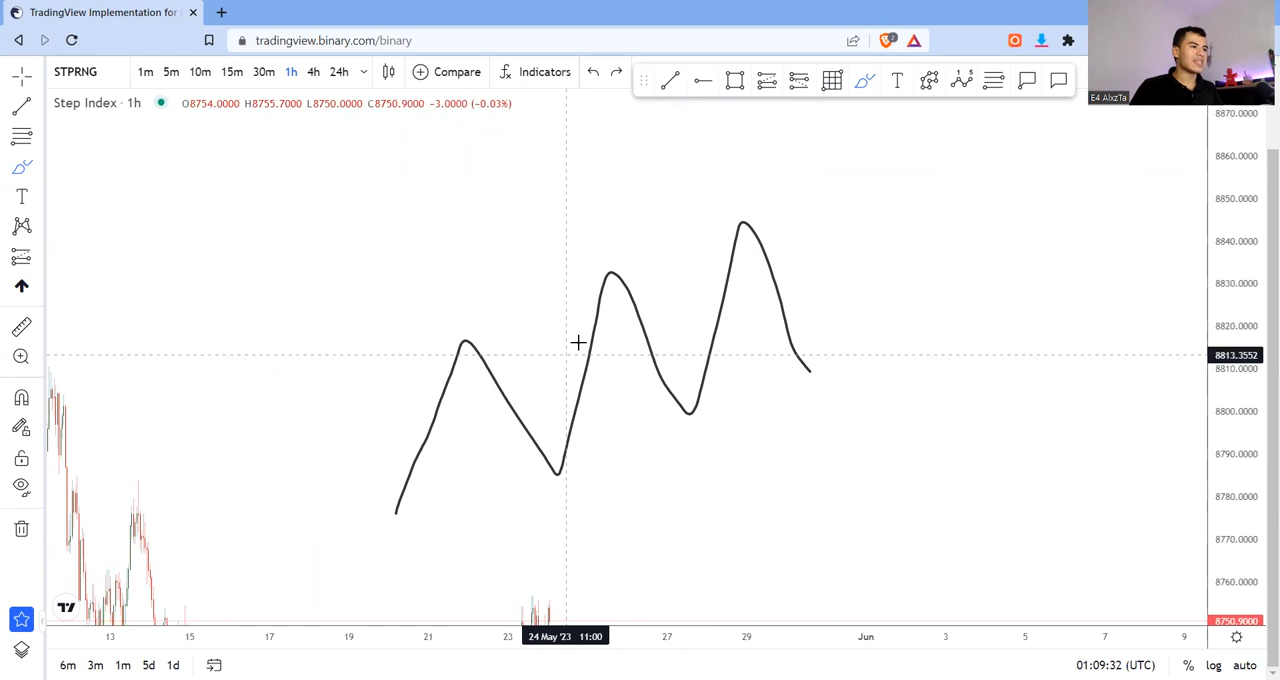 TradingView Implementation for
tradingview.binary.com/binary
2
STPRNG
1m 5m 10m 15m 30m 1h 4h 24h
Compare
Indicators
E4 AlxzTa
Step Index · 1h
O8754.0000 H8755.7000 L8750.0000 C8750.9000 −3.0000 (−0.03%)
8870.0000
8860.0000
8850.0000
8840.0000
8830.0000
8820.0000
8813.3552
8810.0000
8800.0000
8790.0000
8780.0000
8770.0000
8760.0000
8750.9000
13 15 17 19 21 23 24 May '23 11:00 27 29 Jun 3 5 7 9
6m 3m 1m 5d 1d
01:09:32 (UTC) % log auto